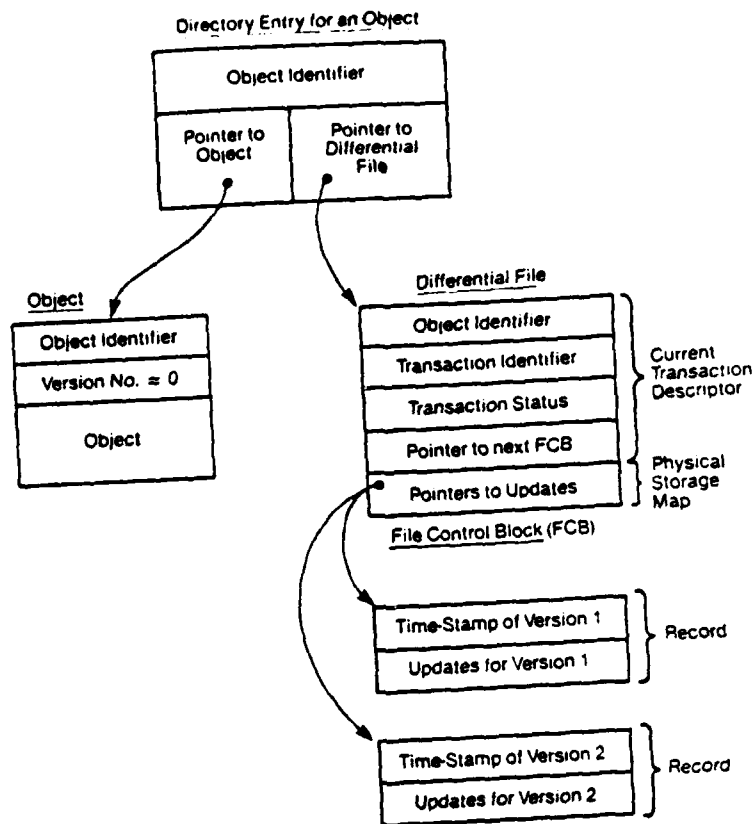 Directory Entry for an Object
Object Identifier
Pointer to
Object
Pointer to
Differential
File
Object
Object Identifier
Version No. = 0
Object
Differential File
Object Identifier
Transaction Identifier
Transaction Status
Pointer to next FCB
Pointers to Updates
Current
Transaction
Descriptor
Physical
Storage
Map
File Control Block (FCB)
Time-Stamp of Version 1
Updates for Version 1
Record
Time-Stamp of Version 2
Updates for Version 2
Record